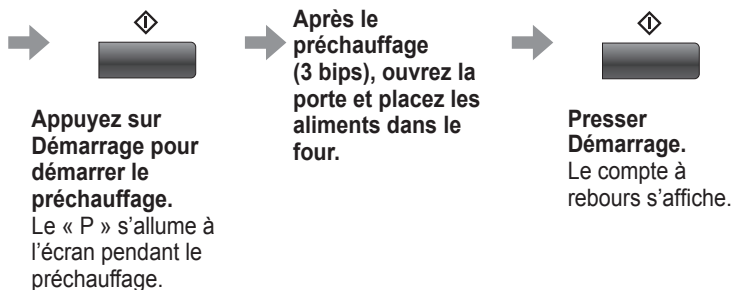 Appuyez sur
Démarrage pour
démarrer le
préchauffage.
Le « P » s’allume à
l’écran pendant le
préchauffage.
Après le
préchauffage
(3 bips), ouvrez la
porte et placez les
aliments dans le
four.
Presser
Démarrage.
Le compte à
rebours s’affiche.